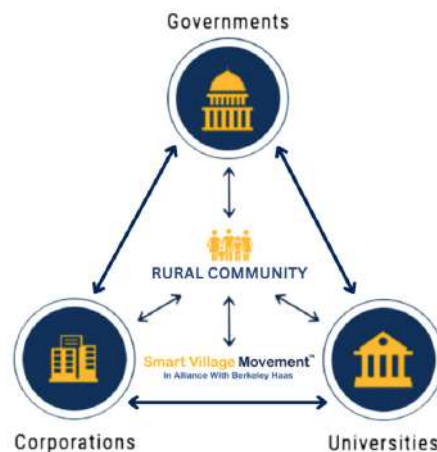 Governments
RURAL COMMUNITY
Smart Village Movement™
In Alliance With Berkeley Haas
Corporations
Universities